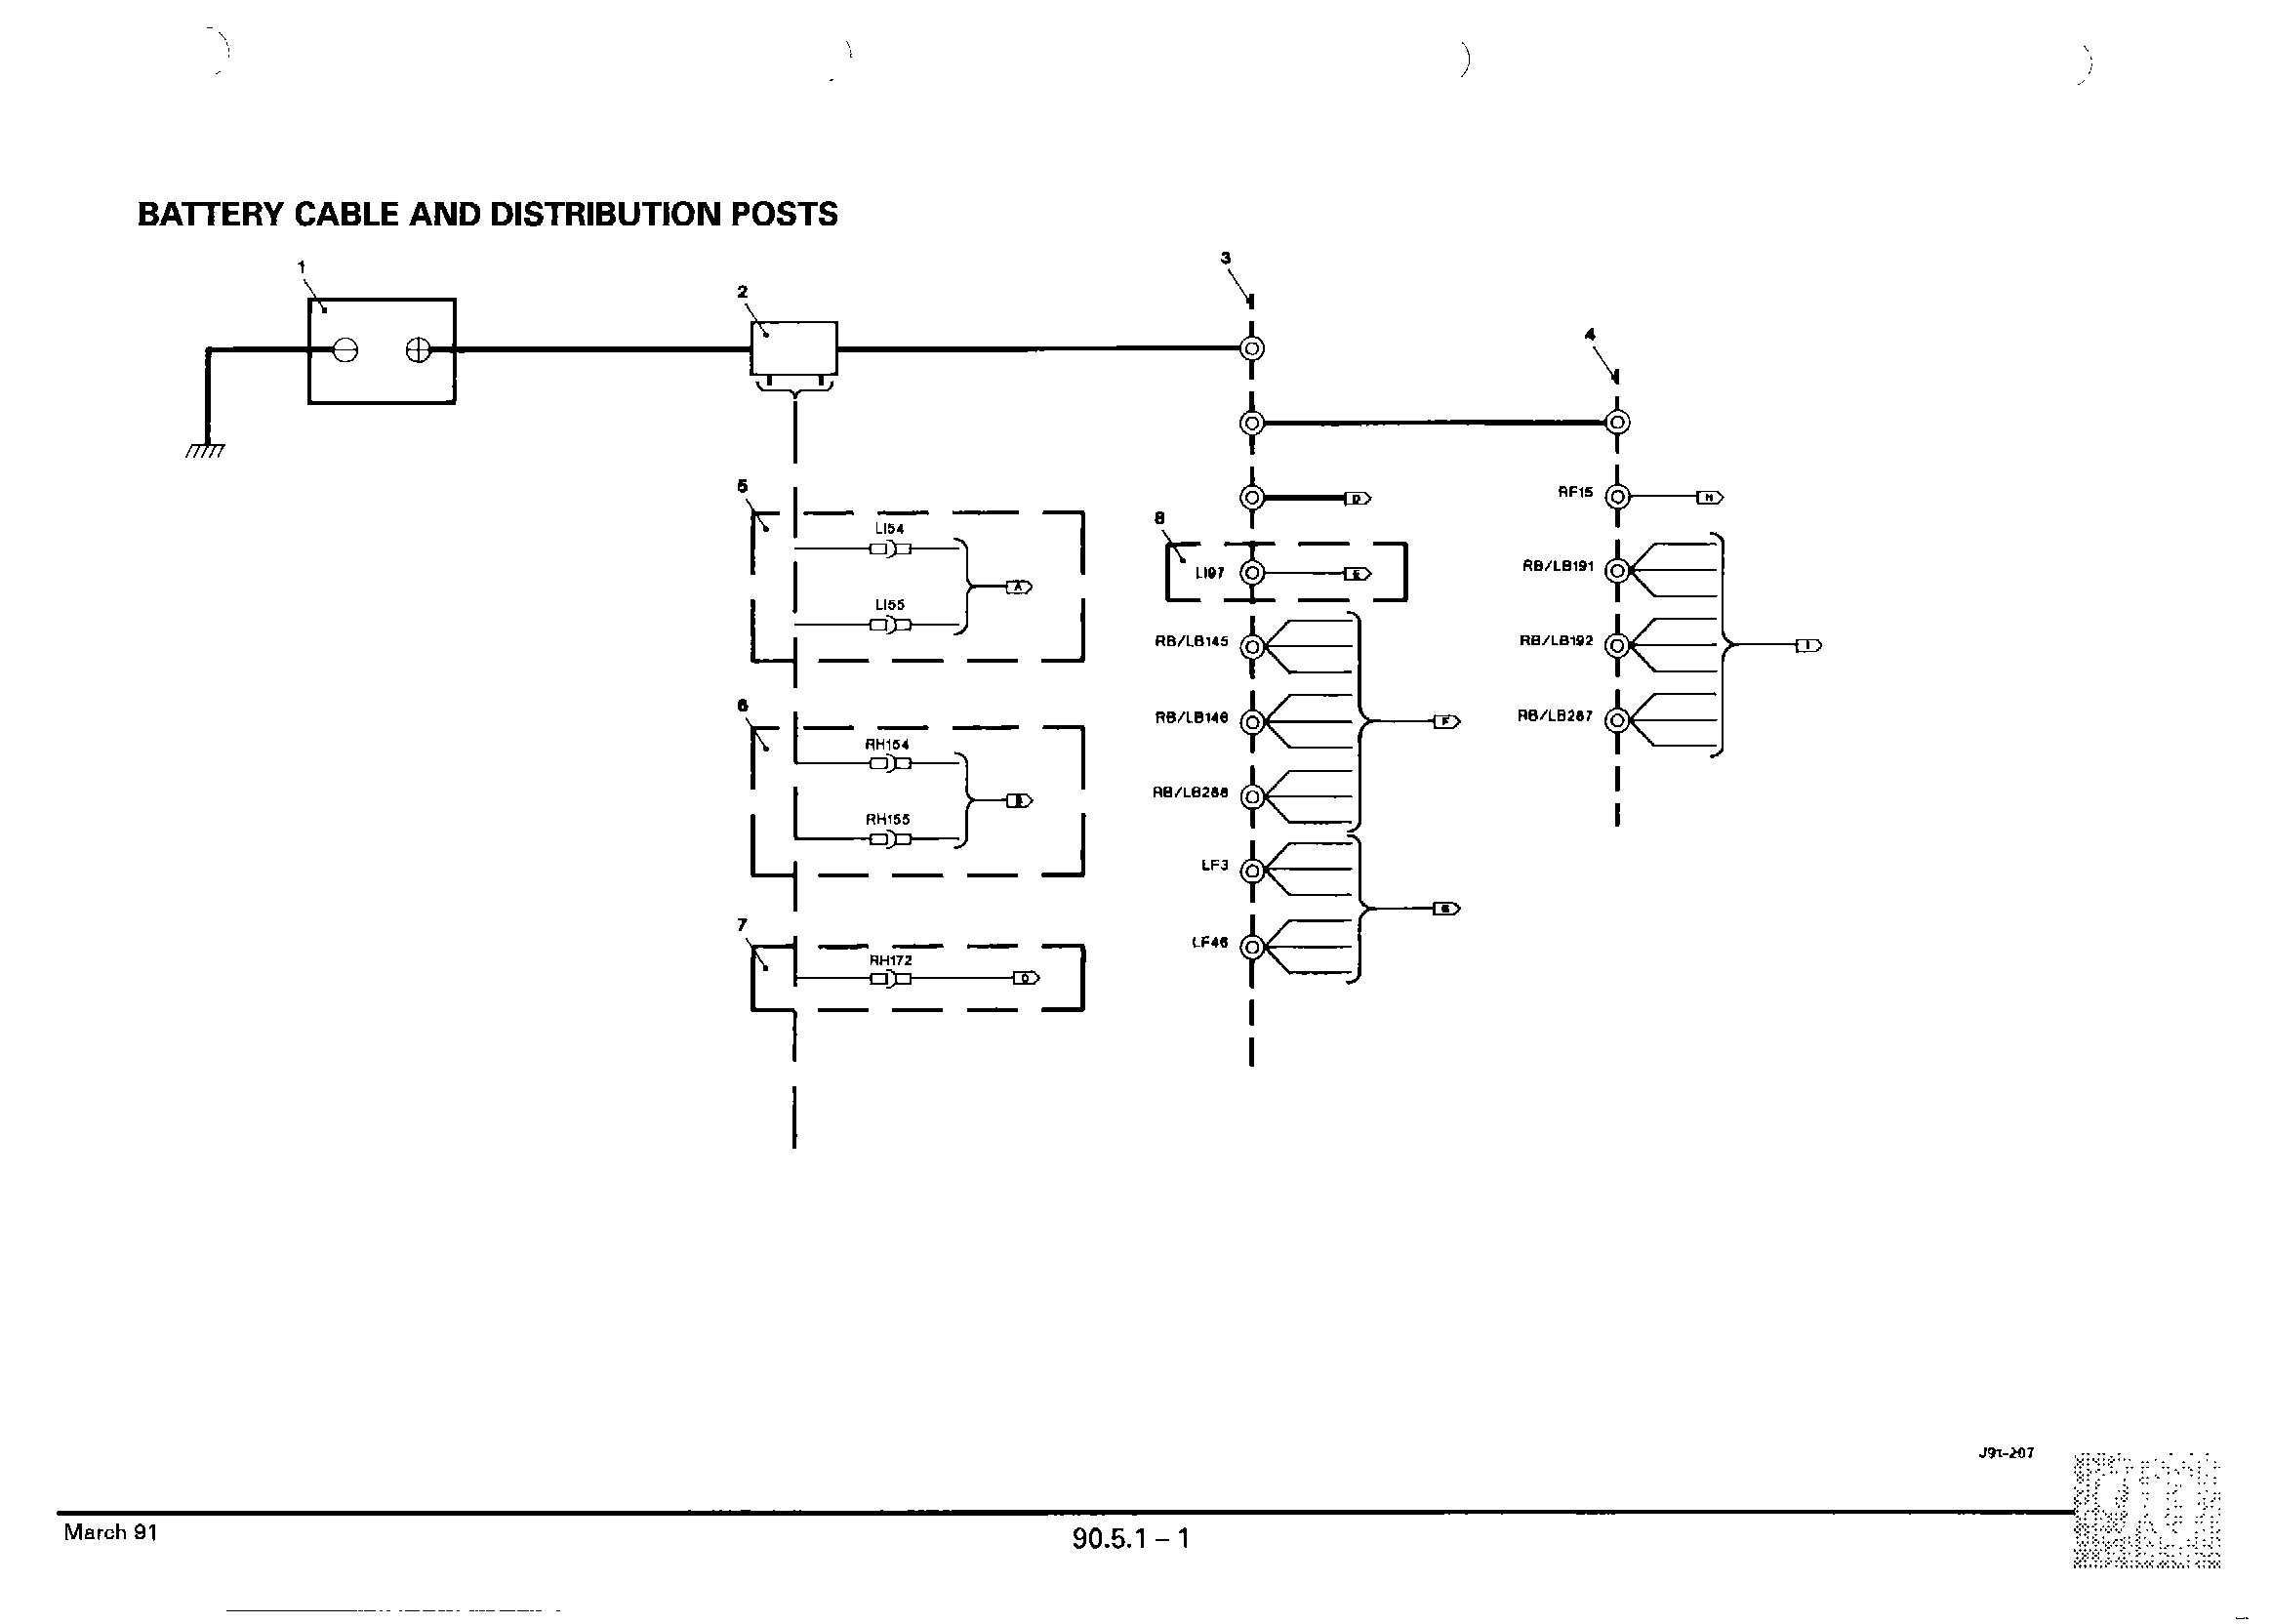 BATTERY CABLE AND DISTRIBUTION POSTS
1
2
3
4
5
LI54
A
LI55
6
RH154
B
RH155
7
RH172
D
8
LI97
E
RB/LB145
RB/LB146
F
RB/LB288
LF3
G
LF46
RF15
H
RB/LB191
RB/LB192
I
RB/LB287
J91-207
March 91
90.5.1 – 1